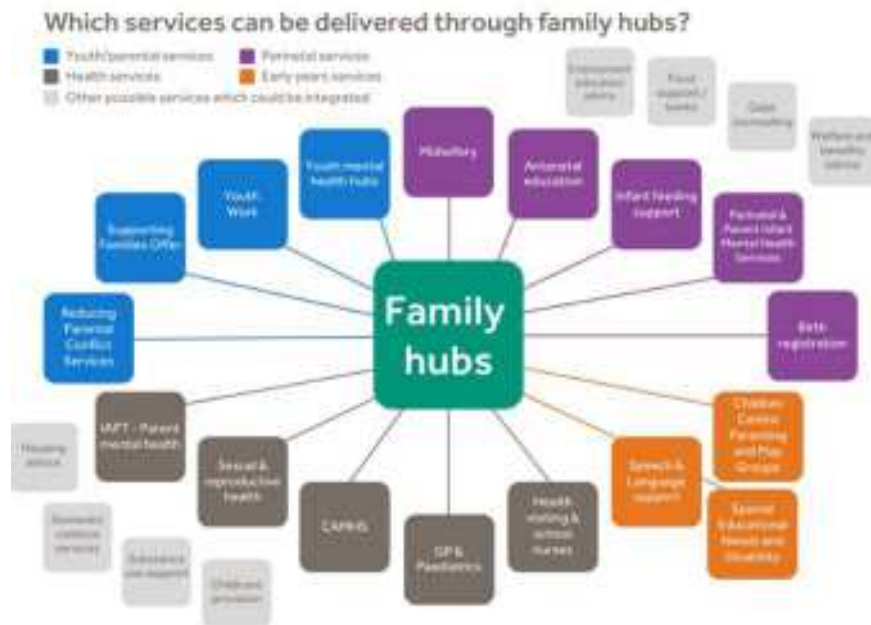 Which services can be delivered through family hubs?
Youth/parental services
Perinatal services
Health services
Early years services
Other possible services which could be integrated
Food
support /
banks
Debt
counselling
Welfare and
benefits
advice
Youth mental
health hubs
Midwifery
Antenatal
education
Youth
Work
Infant feeding
support
Supporting
Families Offer
Perinatal &
Parent Infant
Mental Health
Services
Family
hubs
Reducing
Parental
Conflict
Services
Birth
registration
IAPT - Parent
mental health
Children
Centre
Parenting
and Play
Groups
Housing
advice
Sexual &
reproductive
health
Speech &
Language
support
CAMHS
Health
visiting &
school
nurses
GP &
Paediatrics
Special
Educational
Needs and
Disability
Domestic
violence
services
Substance
use support
Childcare
provision